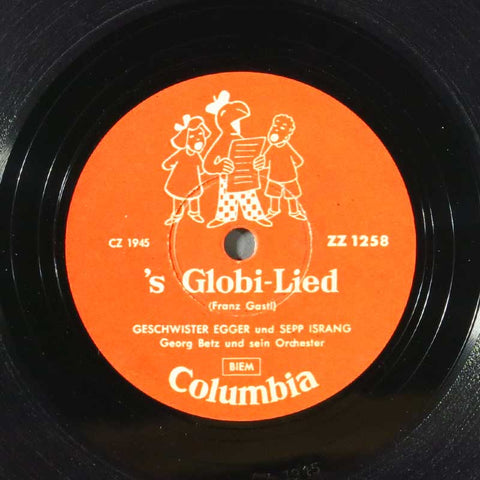 CZ 1945
ZZ 1258
's Globi-Lied
(Franz Gastl)
GESCHWISTER EGGER und SEPP ISRANG
Georg Betz und sein Orchester
BIEM
Columbia